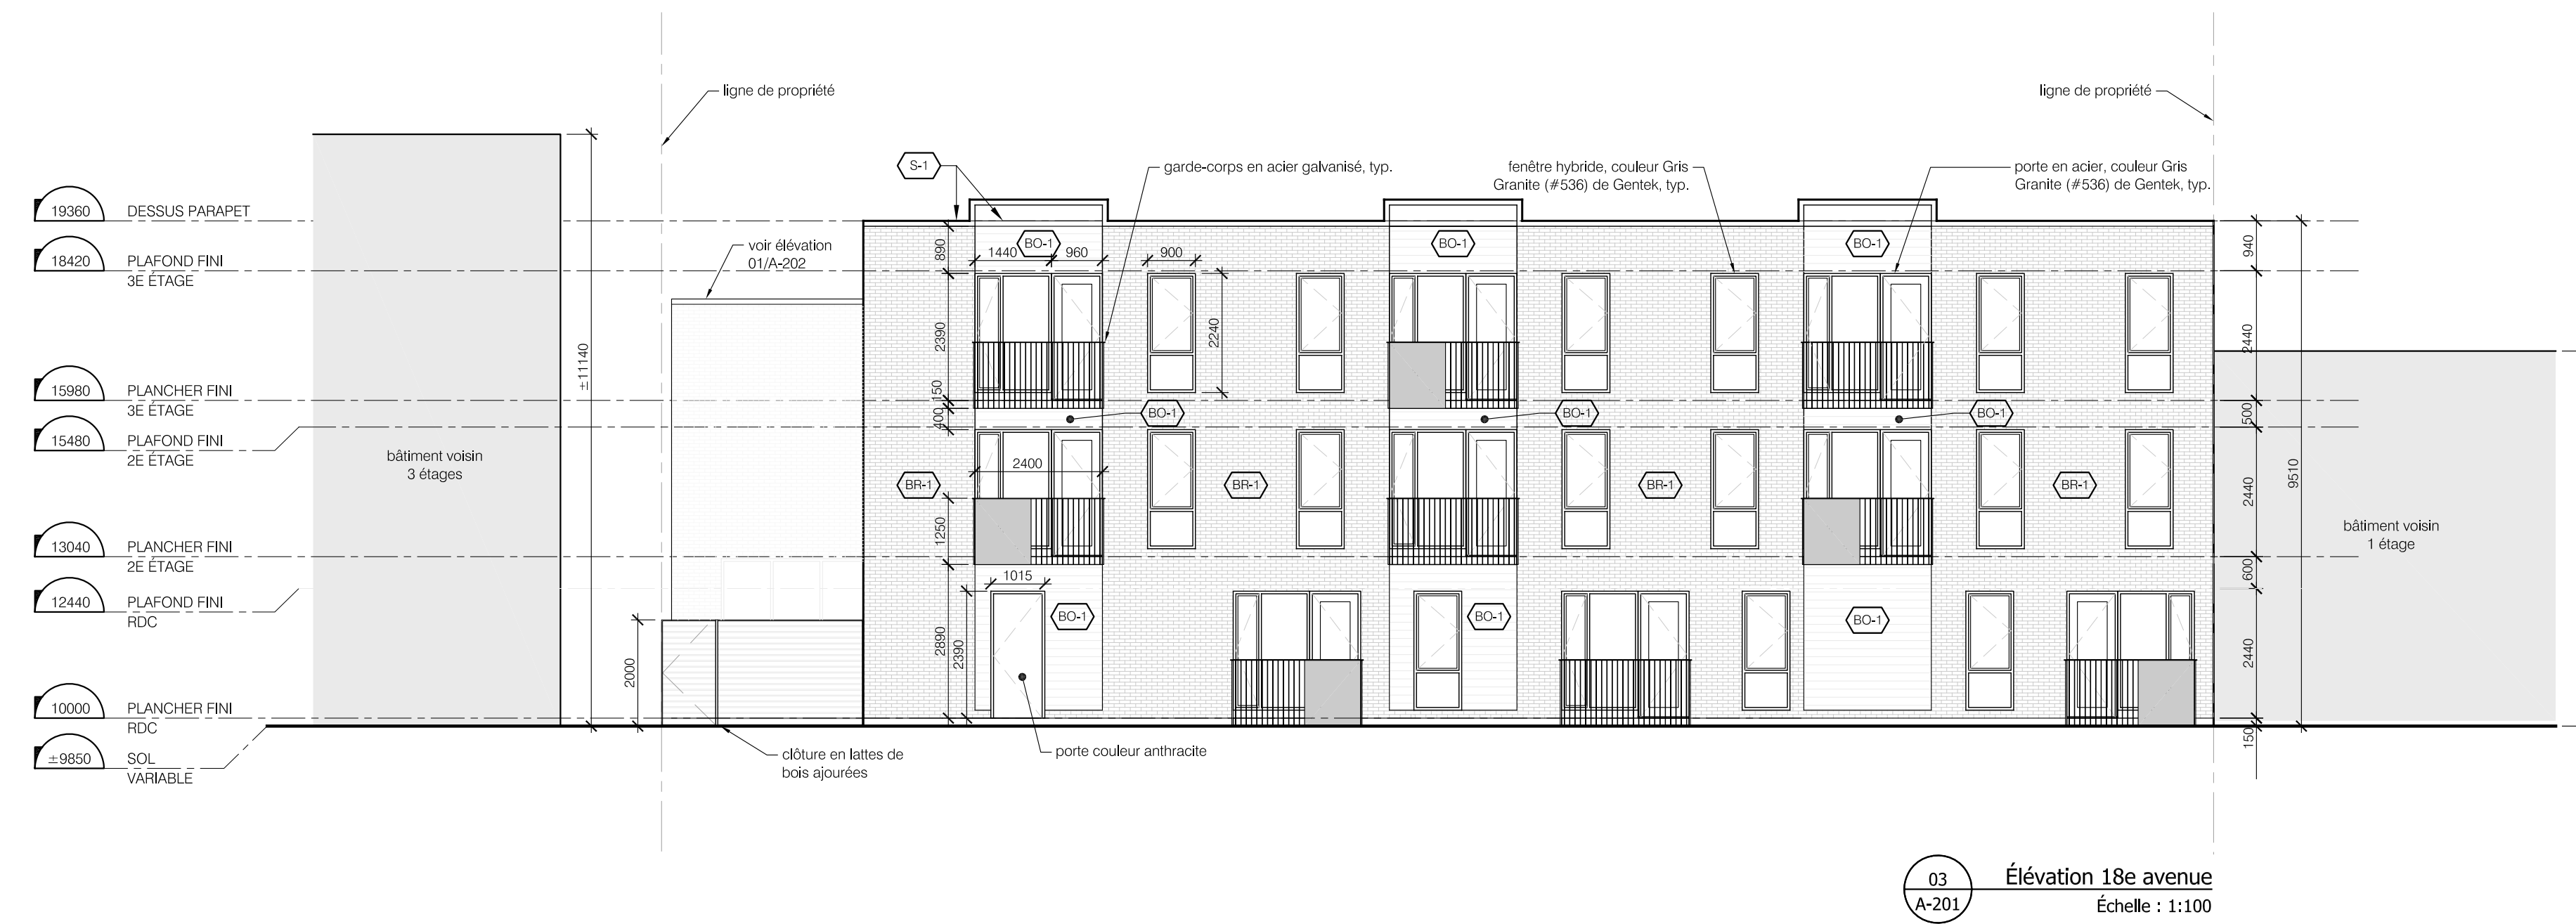 ligne de propriété
ligne de propriété
S-1
garde-corps en acier galvanisé, typ.
fenêtre hybride, couleur Gris
Granite (#536) de Gentek, typ.
porte en acier, couleur Gris
Granite (#536) de Gentek, typ.
19360 DESSUS PARAPET
18420 PLAFOND FINI
3E ÉTAGE
15980 PLANCHER FINI
3E ÉTAGE
15480 PLAFOND FINI
2E ÉTAGE
13040 PLANCHER FINI
2E ÉTAGE
12440 PLAFOND FINI
RDC
10000 PLANCHER FINI
RDC
±9850 SOL
VARIABLE
bâtiment voisin
3 étages
±11140
voir élévation
01/A-202
2000
890
2390
150
400
1250
2890
2390
BO-1
1440
960
900
2240
BO-1
BO-1
BO-1
BO-1
BO-1
2400
BR-1
BR-1
BR-1
BR-1
1015
BO-1
BO-1
BO-1
940
2440
500
2440
600
2440
150
9510
bâtiment voisin
1 étage
clôture en lattes de
bois ajourées
porte couleur anthracite
03
A-201
Élévation 18e avenue
Échelle : 1:100